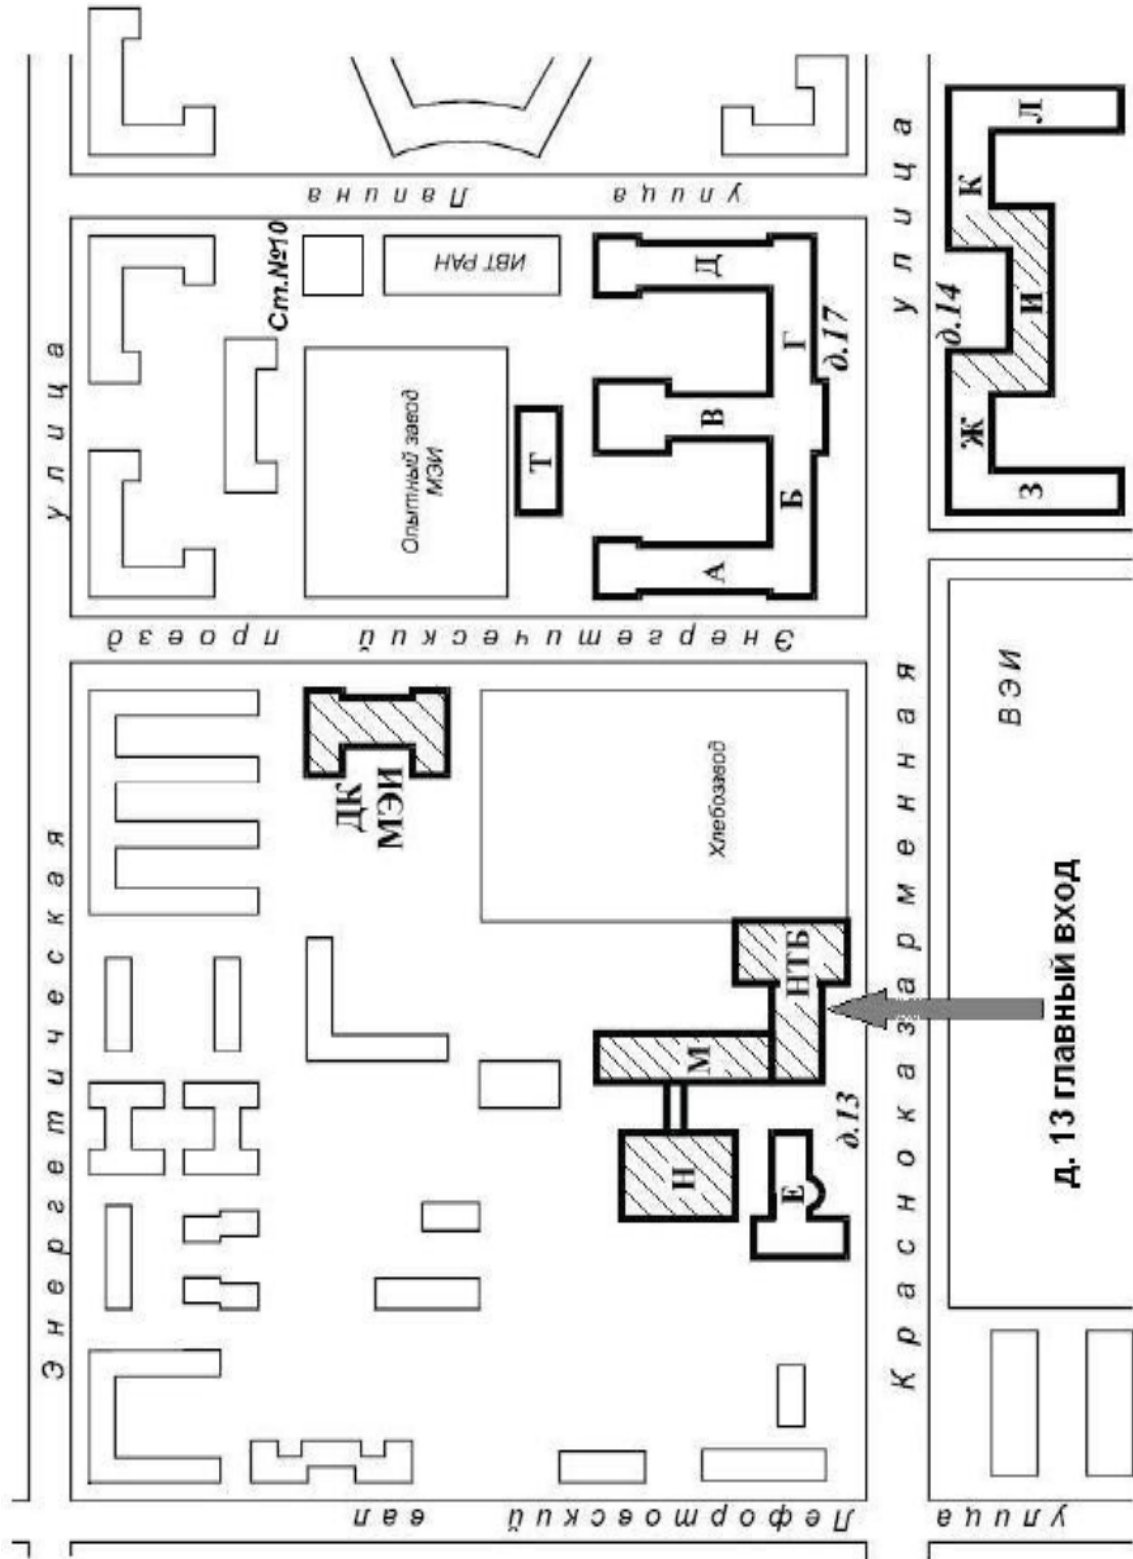 Энергетическая улица
улица Лапина
Ст.№10
ИВТ РАН
Опытный завод
МЭИ
Т
Д
Г
В
Б
А
д.17
Энергетический проезд
ДК
МЭИ
Хлебозавод
НТБ
М
Н
Е
д.13
Красноказарменная улица
Л
К
И
Ж
З
д.14
ВЭИ
д. 13 главный вход
Лефортовский вал
улица